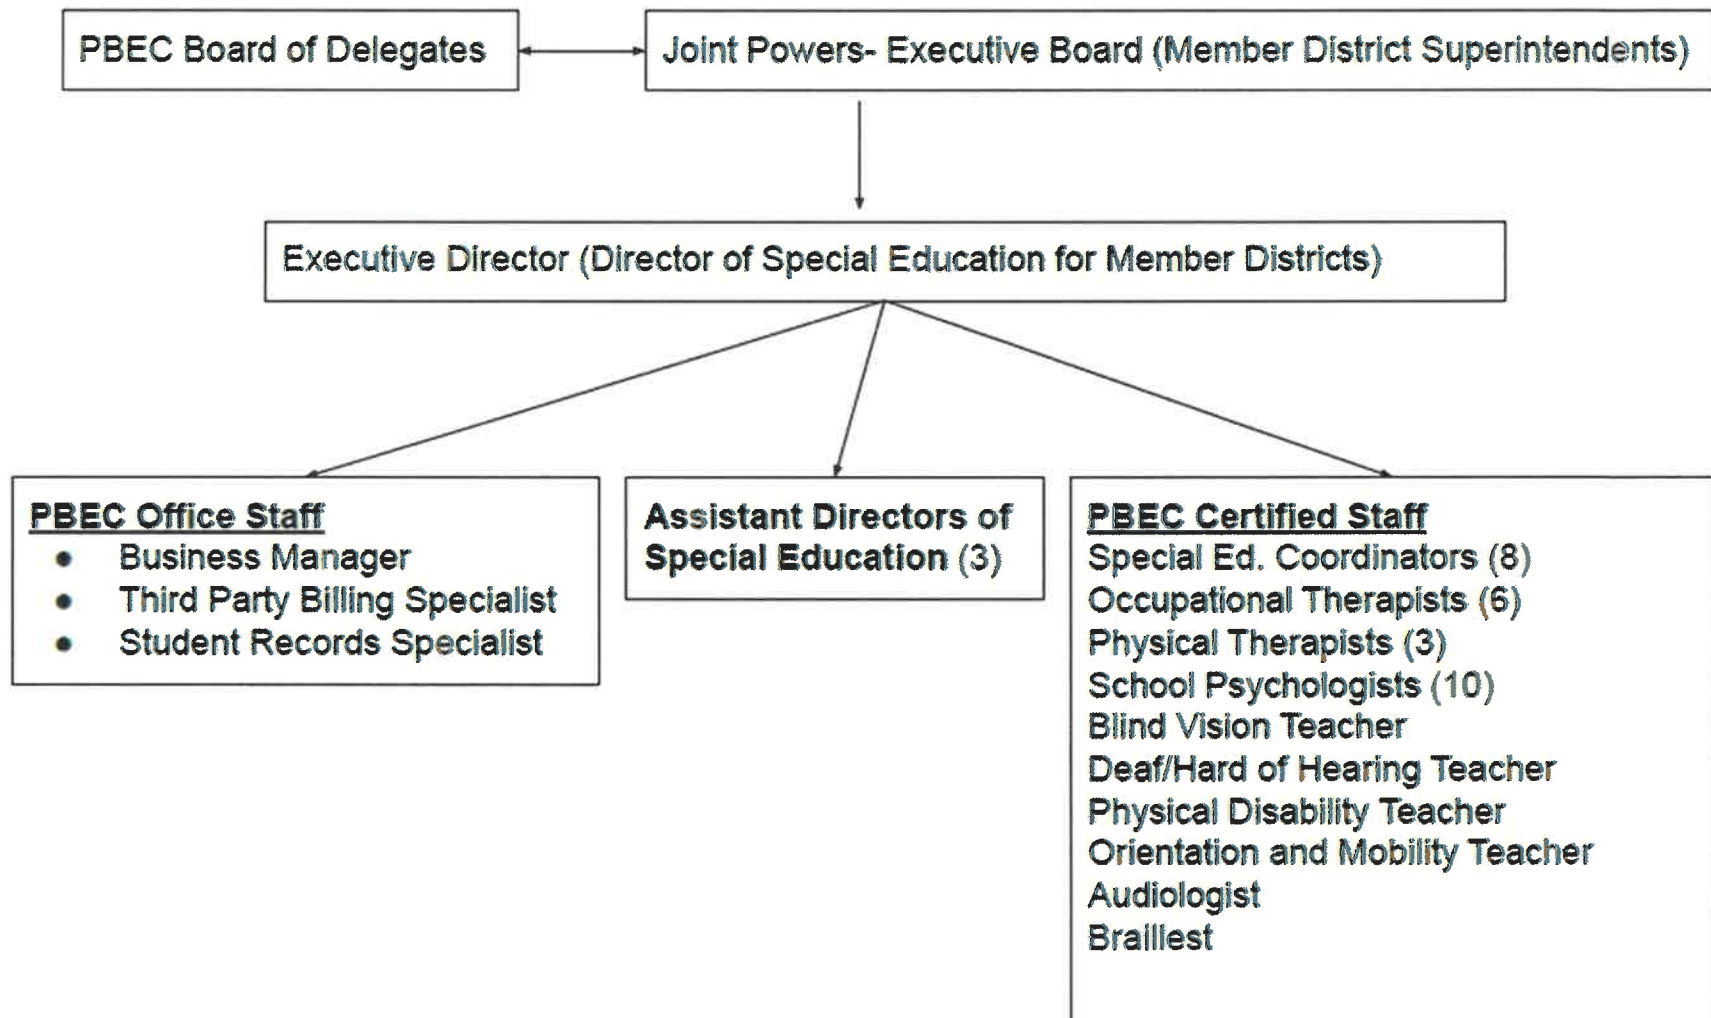 PBEC Board of Delegates
Joint Powers- Executive Board (Member District Superintendents)
Executive Director (Director of Special Education for Member Districts)
PBEC Office Staff
● Business Manager
● Third Party Billing Specialist
● Student Records Specialist
Assistant Directors of
Special Education (3)
PBEC Certified Staff
Special Ed. Coordinators (8)
Occupational Therapists (6)
Physical Therapists (3)
School Psychologists (10)
Blind Vision Teacher
Deaf/Hard of Hearing Teacher
Physical Disability Teacher
Orientation and Mobility Teacher
Audiologist
Braillest